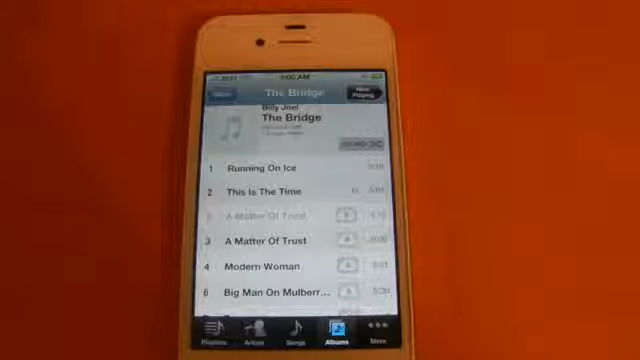 9:00 AM
The Bridge
Now Playing
Billy Joel
The Bridge
1 Running On Ice
2 This Is The Time
A Matter Of Trust
3 A Matter Of Trust
4 Modern Woman
6 Big Man On Mulberr...
Playlists Artists Songs Albums More